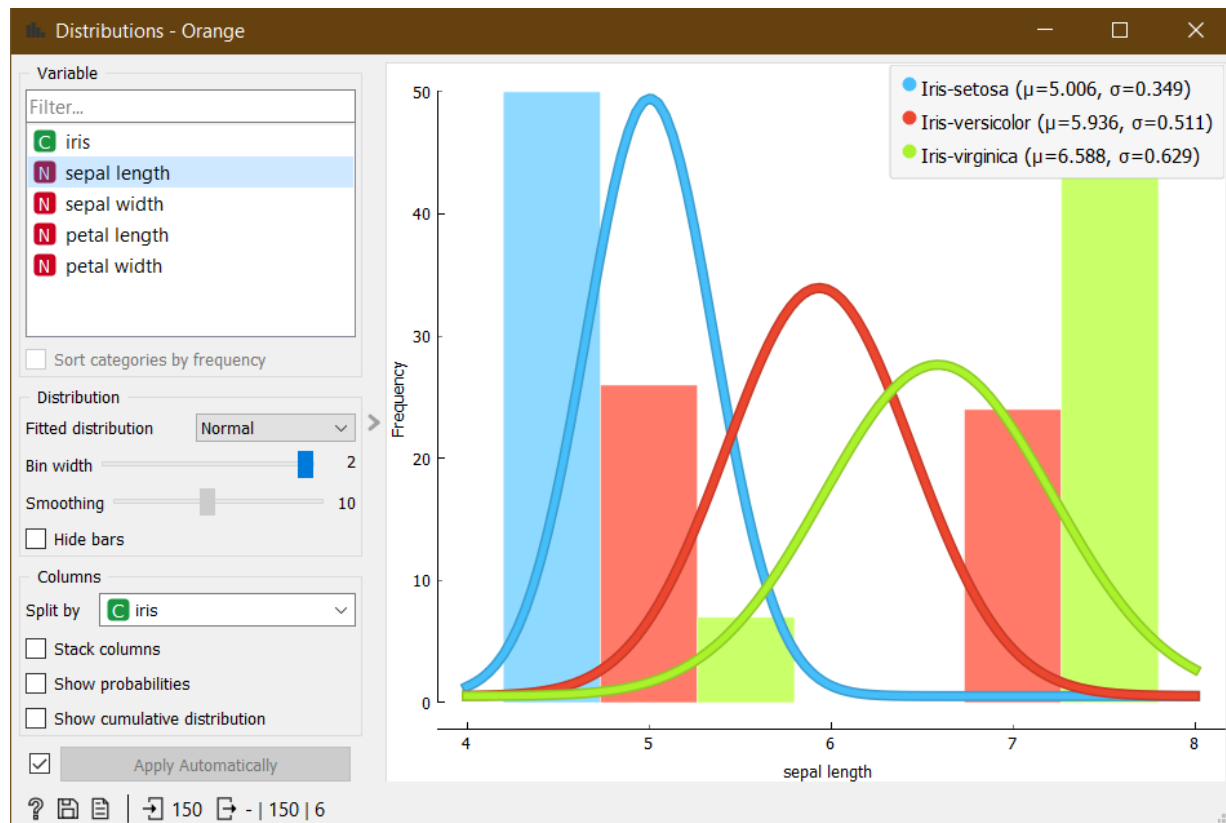 Distributions - Orange
Variable
Filter...
C iris
N sepal length
N sepal width
N petal length
N petal width
Sort categories by frequency
Distribution
Fitted distribution Normal
Bin width 2
Smoothing 10
Hide bars
Columns
Split by C iris
Stack columns
Show probabilities
Show cumulative distribution
Apply Automatically
? 150 - | 150 | 6
Iris-setosa (μ=5.006, σ=0.349)
Iris-versicolor (μ=5.936, σ=0.511)
Iris-virginica (μ=6.588, σ=0.629)
Frequency
50
40
30
20
10
0
4 5 6 7 8
sepal length